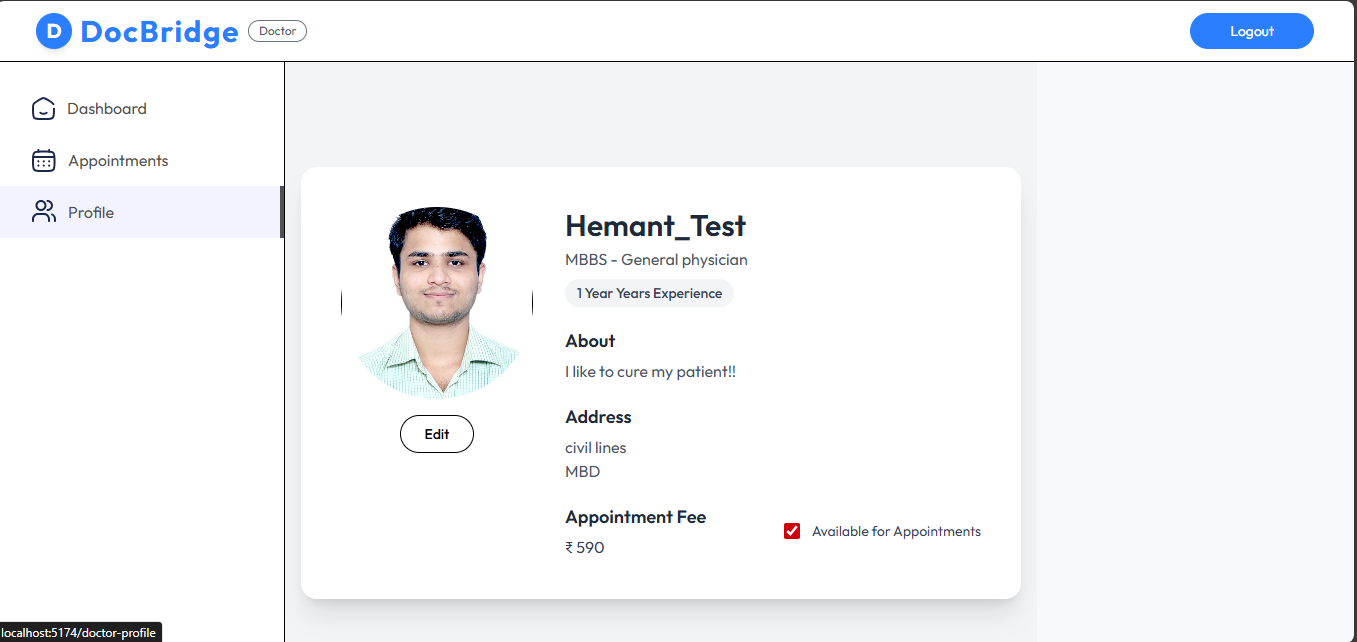 D DocBridge Doctor Logout
Dashboard
Appointments
Profile
Hemant_Test
MBBS - General physician
1 Year Years Experience
About
I like to cure my patient!!
Edit
Address
civil lines
MBD
Appointment Fee
₹ 590
Available for Appointments
localhost:5174/doctor-profile